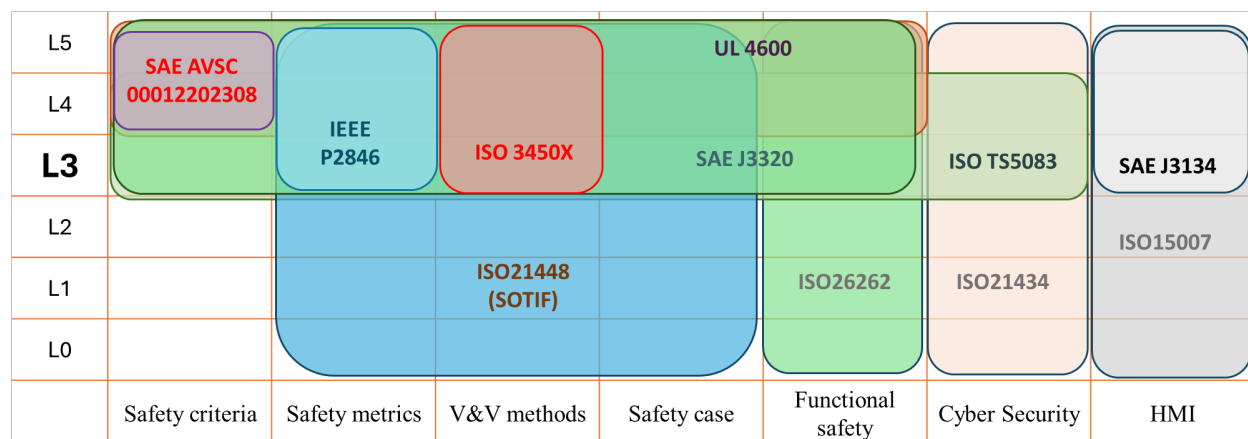 L5
UL 4600
SAE AVSC
00012202308
L4
IEEE
P2846
L3
ISO 3450X
SAE J3320
ISO TS5083
SAE J3134
L2
ISO15007
L1
ISO21448
(SOTIF)
ISO26262
ISO21434
L0
Safety criteria
Safety metrics
V&V methods
Safety case
Functional
safety
Cyber Security
HMI